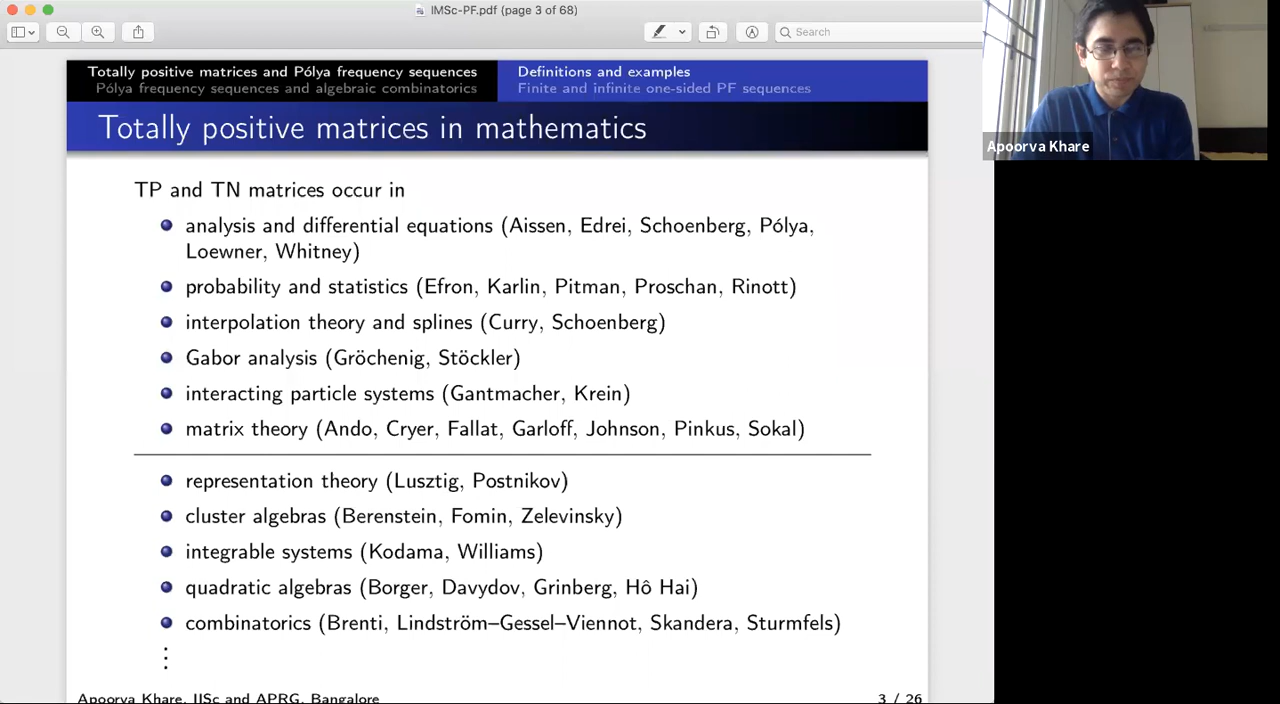 IMSc-PF.pdf (page 3 of 68)
Search
Totally positive matrices and Pólya frequency sequences
Pólya frequency sequences and algebraic combinatorics
Definitions and examples
Finite and infinite one-sided PF sequences
Totally positive matrices in mathematics
TP and TN matrices occur in
analysis and differential equations (Aissen, Edrei, Schoenberg, Pólya,
Loewner, Whitney)
probability and statistics (Efron, Karlin, Pitman, Proschan, Rinott)
interpolation theory and splines (Curry, Schoenberg)
Gabor analysis (Gröchenig, Stöckler)
interacting particle systems (Gantmacher, Krein)
matrix theory (Ando, Cryer, Fallat, Garloff, Johnson, Pinkus, Sokal)
representation theory (Lusztig, Postnikov)
cluster algebras (Berenstein, Fomin, Zelevinsky)
integrable systems (Kodama, Williams)
quadratic algebras (Borger, Davydov, Grinberg, Hô Hai)
combinatorics (Brenti, Lindström–Gessel–Viennot, Skandera, Sturmfels)
⋮
Apoorva Khare, IISc and APRG, Bangalore
3 / 26
Apoorva Khare